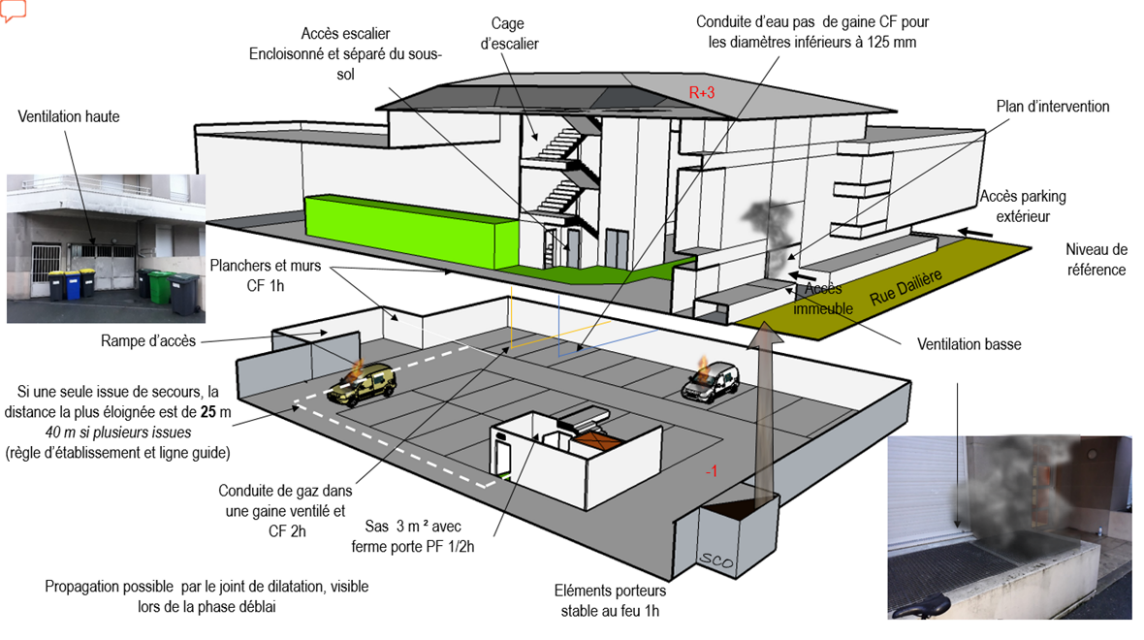 Conduite d'eau pas de gaine CF pour
les diamètres inférieurs à 125 mm
Cage
d'escalier
Accès escalier
Encloisonné et séparé du sous-
sol
R+3
Plan d'intervention
Ventilation haute
Accès parking
extérieur
Niveau de
référence
Planchers et murs
CF 1h
Rue Dailière
Accès
immeuble
Rampe d'accès
Ventilation basse
Si une seule issue de secours, la
distance la plus éloignée est de 25 m
40 m si plusieurs issues
(règle d'établissement et ligne guide)
-1
Conduite de gaz dans
une gaine ventilé et
CF 2h
Sas 3 m ² avec
ferme porte PF 1/2h
SCO
Propagation possible par le joint de dilatation, visible
lors de la phase déblai
Eléments porteurs
stable au feu 1h